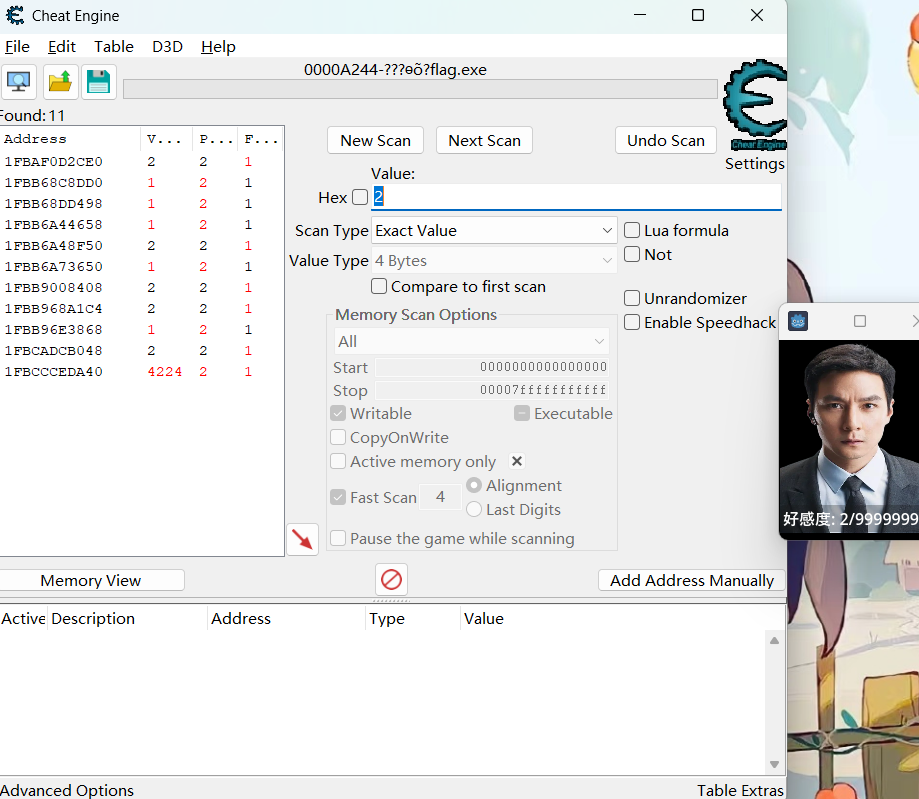 Cheat Engine
File Edit Table D3D Help
0000A244-???ɵõ?flag.exe
Found: 11
Cheat Engine
Settings
Address V... P... F...
1FBAF0D2CE0 2 2 1
1FBB68C8DD0 1 2 1
1FBB68DD498 1 2 1
1FBB6A44658 1 2 1
1FBB6A48F50 2 2 1
1FBB6A73650 1 2 1
1FBB9008408 2 2 1
1FBB968A1C4 2 2 1
1FBB96E3868 1 2 1
1FBCADCB048 2 2 1
1FBCCCEDA40 4224 2 1
New Scan Next Scan Undo Scan
Value:
Hex 2
Scan Type Exact Value Lua formula
Not
Value Type 4 Bytes
Compare to first scan
Unrandomizer
Enable Speedhack
Memory Scan Options
All
Start 0000000000000000
Stop 00007fffffffffff
Writable Executable
CopyOnWrite
Active memory only
Fast Scan 4 Alignment
Last Digits
Pause the game while scanning
好感度: 2/9999999
Memory View Add Address Manually
Active Description Address Type Value
Advanced Options Table Extras